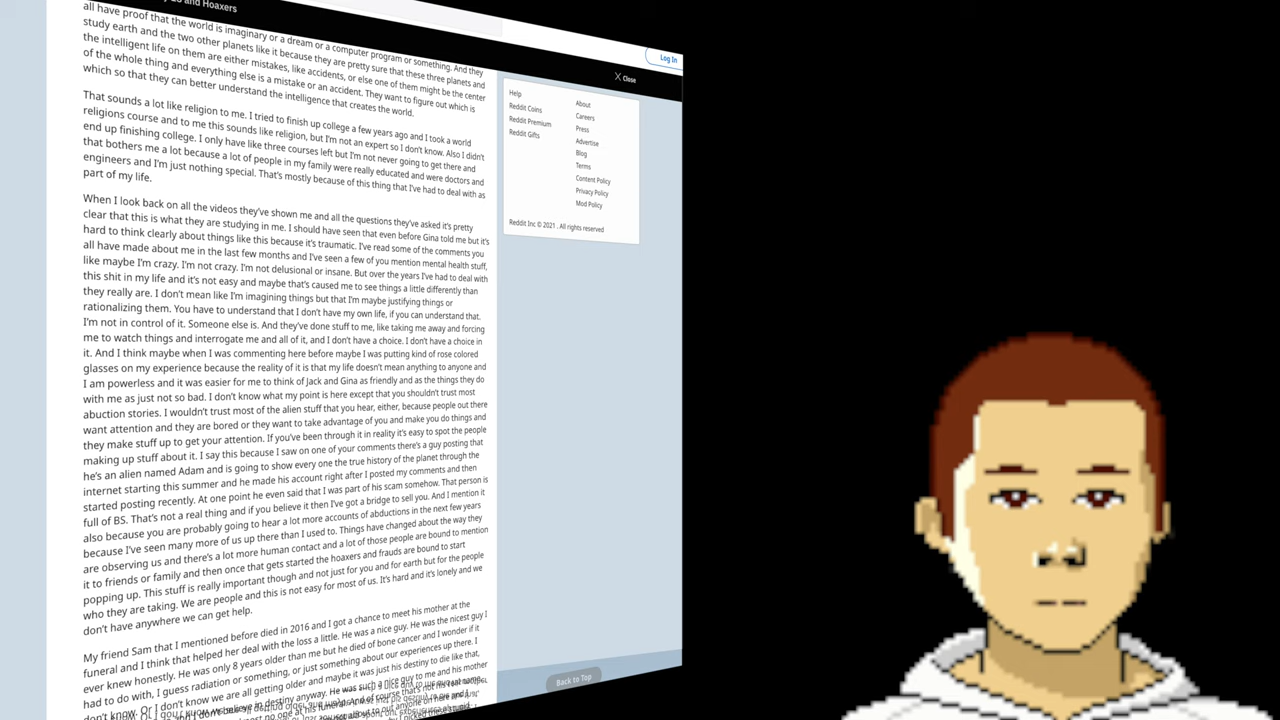 and Hoaxers
Log In
Close
all have proof that the world is imaginary or a dream or a computer program or something. And they
study earth and the two other planets like it because they are pretty sure that these three planets and
the intelligent life on them are either mistakes, like accidents, or else one of them might be the center
of the whole thing and everything else is a mistake or an accident. They want to figure out which is
which so that they can better understand the intelligence that creates the world.
That sounds a lot like religion to me. I tried to finish up college a few years ago and I took a world
religions course and to me this sounds like religion, but I'm not an expert so I don't know. Also I didn't
end up finishing college. I only have like three courses left but I'm not never going to get there and
that bothers me a lot because a lot of people in my family were really educated and were doctors and
engineers and I'm just nothing special. That's mostly because of this thing that I've had to deal with as
part of my life.
When I look back on all the videos they've shown me and all the questions they've asked it's pretty
clear that this is what they are studying in me. I should have seen that even before Gina told me but it's
hard to think clearly about things like this because it's traumatic. I've read some of the comments you
all have made about me in the last few months and I've seen a few of you mention mental health stuff,
like maybe I'm crazy. I'm not crazy. I'm not delusional or insane. But over the years I've had to deal with
this shit in my life and it's not easy and maybe that's caused me to see things a little differently than
they really are. I don't mean like I'm imagining things but that I'm maybe justifying things or
rationalizing them. You have to understand that I don't have my own life, if you can understand that.
I'm not in control of it. Someone else is. And they've done stuff to me, like taking me away and forcing
me to watch things and interrogate me and all of it, and I don't have a choice. I don't have a choice in
it. And I think maybe when I was commenting here before maybe I was putting kind of rose colored
glasses on my experience because the reality of it is that my life doesn't mean anything to anyone and
I am powerless and it was easier for me to think of Jack and Gina as friendly and as the things they do
with me as just not so bad. I don't know what my point is here except that you shouldn't trust most
abuction stories. I wouldn't trust most of the alien stuff that you hear, either, because people out there
want attention and they are bored or they want to take advantage of you and make you do things and
they make stuff up to get your attention. If you've been through it in reality it's easy to spot the people
making up stuff about it. I say this because I saw on one of your comments there's a guy posting that
he's an alien named Adam and is going to show every one the true history of the planet through the
internet starting this summer and he made his account right after I posted my comments and then
started posting recently. At one point he even said that I was part of his scam somehow. That person is
full of BS. That's not a real thing and if you believe it then I've got a bridge to sell you. And I mention it
also because you are probably going to hear a lot more accounts of abductions in the next few years
because I've seen many more of us up there than I used to. Things have changed about the way they
are observing us and there's a lot more human contact and a lot of those people are bound to mention
it to friends or family and then once that gets started the hoaxers and frauds are bound to start
popping up. This stuff is really important though and not just for you and for earth but for the people
who they are taking. We are people and this is not easy for most of us. It's hard and it's lonely and we
don't have anywhere we can get help.
My friend Sam that I mentioned before died in 2016 and I got a chance to meet his mother at the
funeral and I think that helped her deal with the loss a little. He was a nice guy. He was the nicest guy I
ever knew honestly. He was only 8 years older than me but he died of bone cancer and I wonder if it
had to do with, I guess radiation or something, or just something about our experiences up there. I
don't know. Or I don't know we are all getting older and maybe it was just his destiny to die like that,
Help
Reddit Coins
Reddit Premium
Reddit Gifts
About
Careers
Press
Advertise
Blog
Terms
Content Policy
Privacy Policy
Mod Policy
Reddit Inc © 2021 . All rights reserved
Back to Top